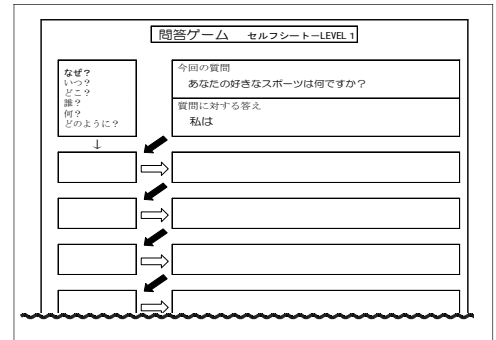 問答ゲーム セルフシートーLEVEL 1
なぜ?
いつ?
どこ?
誰?
何?
どのように?
↓
今回の質問
あなたの好きなスポーツは何ですか?
質問に対する答え
私は